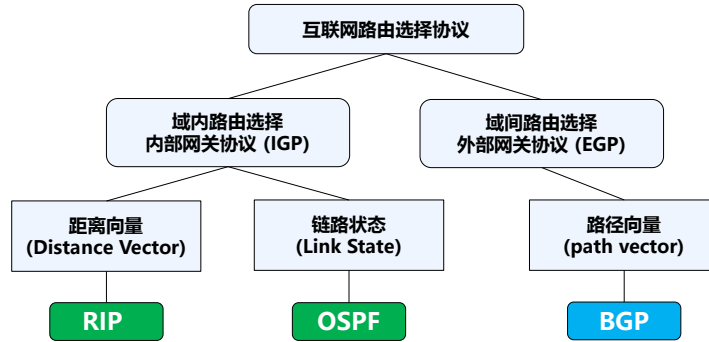 互联网路由选择协议
域内路由选择
内部网关协议 (IGP)
域间路由选择
外部网关协议 (EGP)
距离向量
(Distance Vector)
链路状态
(Link State)
路径向量
(path vector)
RIP
OSPF
BGP